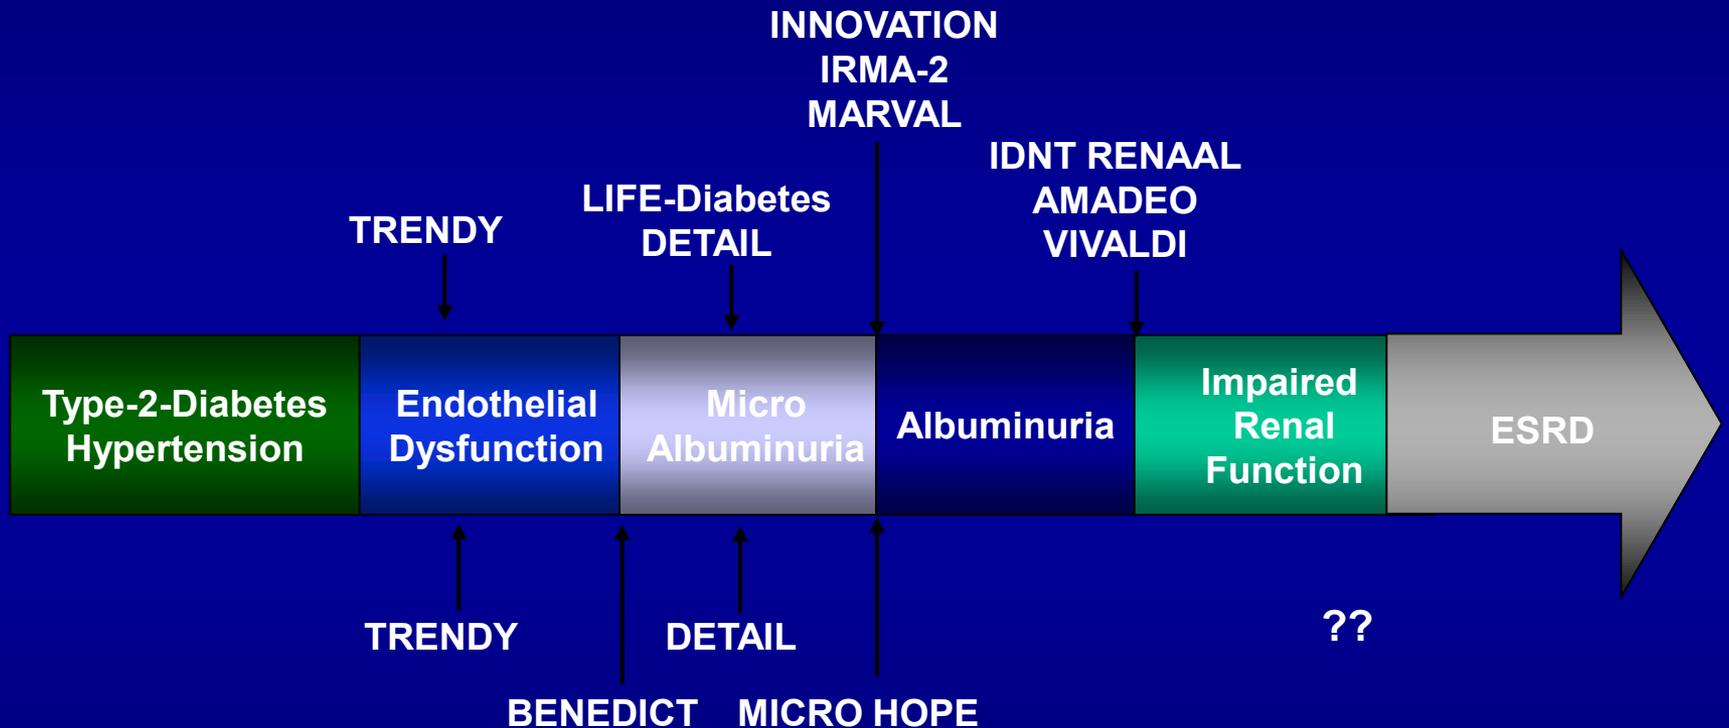 INNOVATION
IRMA-2
MARVAL
IDNT RENAAL
AMADEO
VIVALDI
LIFE-Diabetes
DETAIL
TRENDY
Type-2-Diabetes
Hypertension
Endothelial
Dysfunction
Micro
Albuminuria
Albuminuria
Impaired
Renal
Function
ESRD
TRENDY
DETAIL
??
BENEDICT
MICRO HOPE